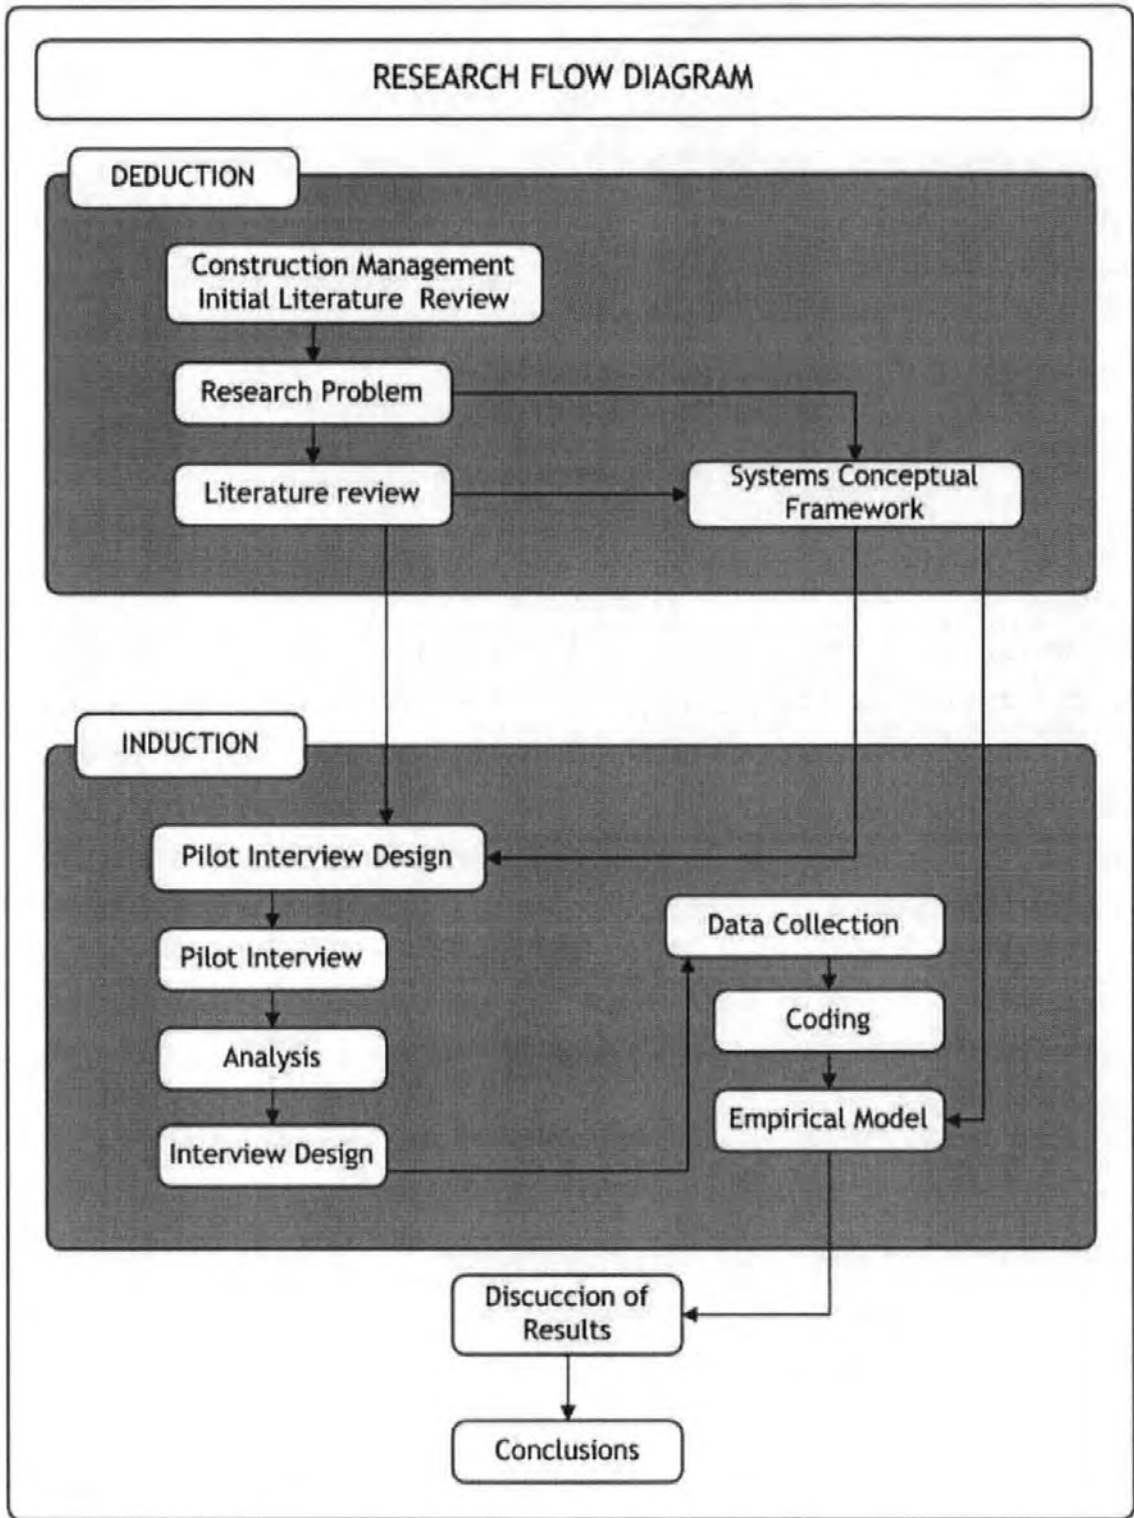 RESEARCH FLOW DIAGRAM
DEDUCTION
Construction Management
Initial Literature Review
Research Problem
Literature review
Systems Conceptual
Framework
INDUCTION
Pilot Interview Design
Pilot Interview
Analysis
Interview Design
Data Collection
Coding
Empirical Model
Discuccion of
Results
Conclusions